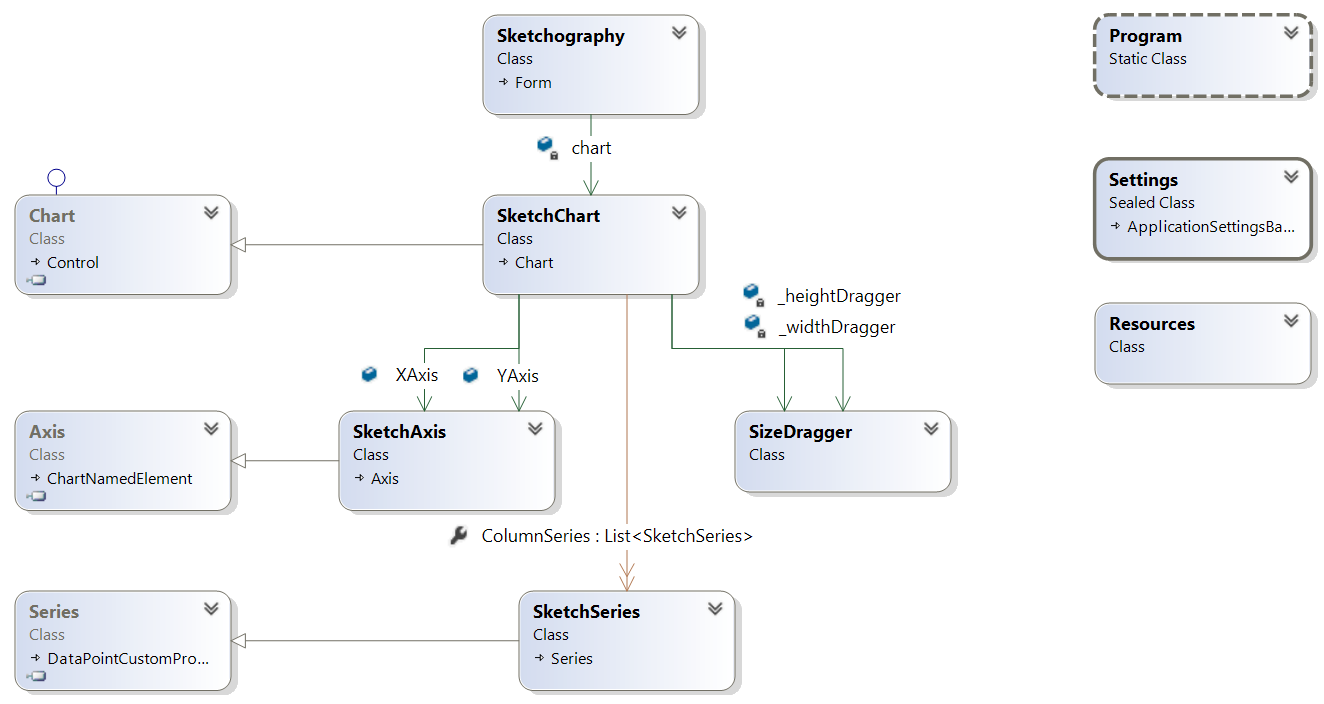 Sketchography
Class
Form
Program
Static Class
chart
Chart
Class
Control
SketchChart
Class
Chart
Settings
Sealed Class
ApplicationSettingsBa...
_heightDragger
_widthDragger
Resources
Class
XAxis
YAxis
Axis
Class
ChartNamedElement
SketchAxis
Class
Axis
SizeDragger
Class
ColumnSeries : List<SketchSeries>
Series
Class
DataPointCustomPro...
SketchSeries
Class
Series